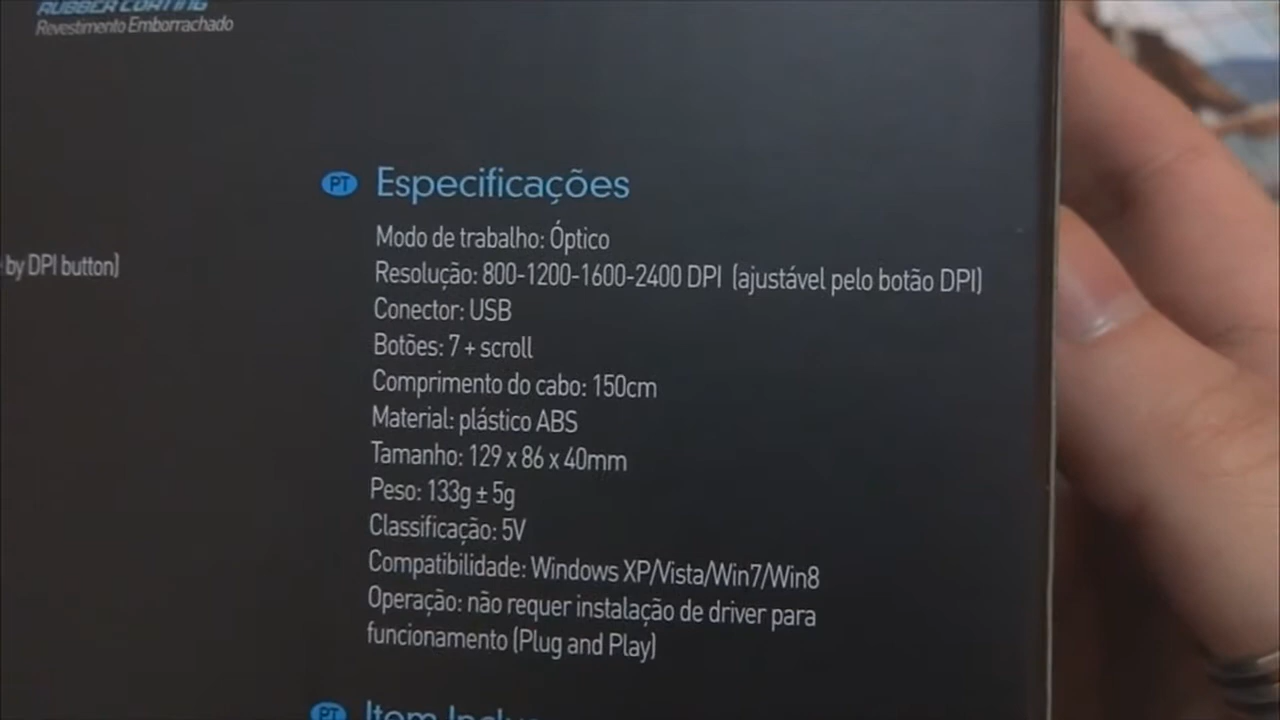 RUBBER COATING
Revestimento Emborrachado
by DPI button)
PT Especificações
Modo de trabalho: Óptico
Resolução: 800-1200-1600-2400 DPI (ajustável pelo botão DPI)
Conector: USB
Botões: 7 + scroll
Comprimento do cabo: 150cm
Material: plástico ABS
Tamanho: 129 x 86 x 40mm
Peso: 133g ± 5g
Classificação: 5V
Compatibilidade: Windows XP/Vista/Win7/Win8
Operação: não requer instalação de driver para
funcionamento (Plug and Play)
PT Item